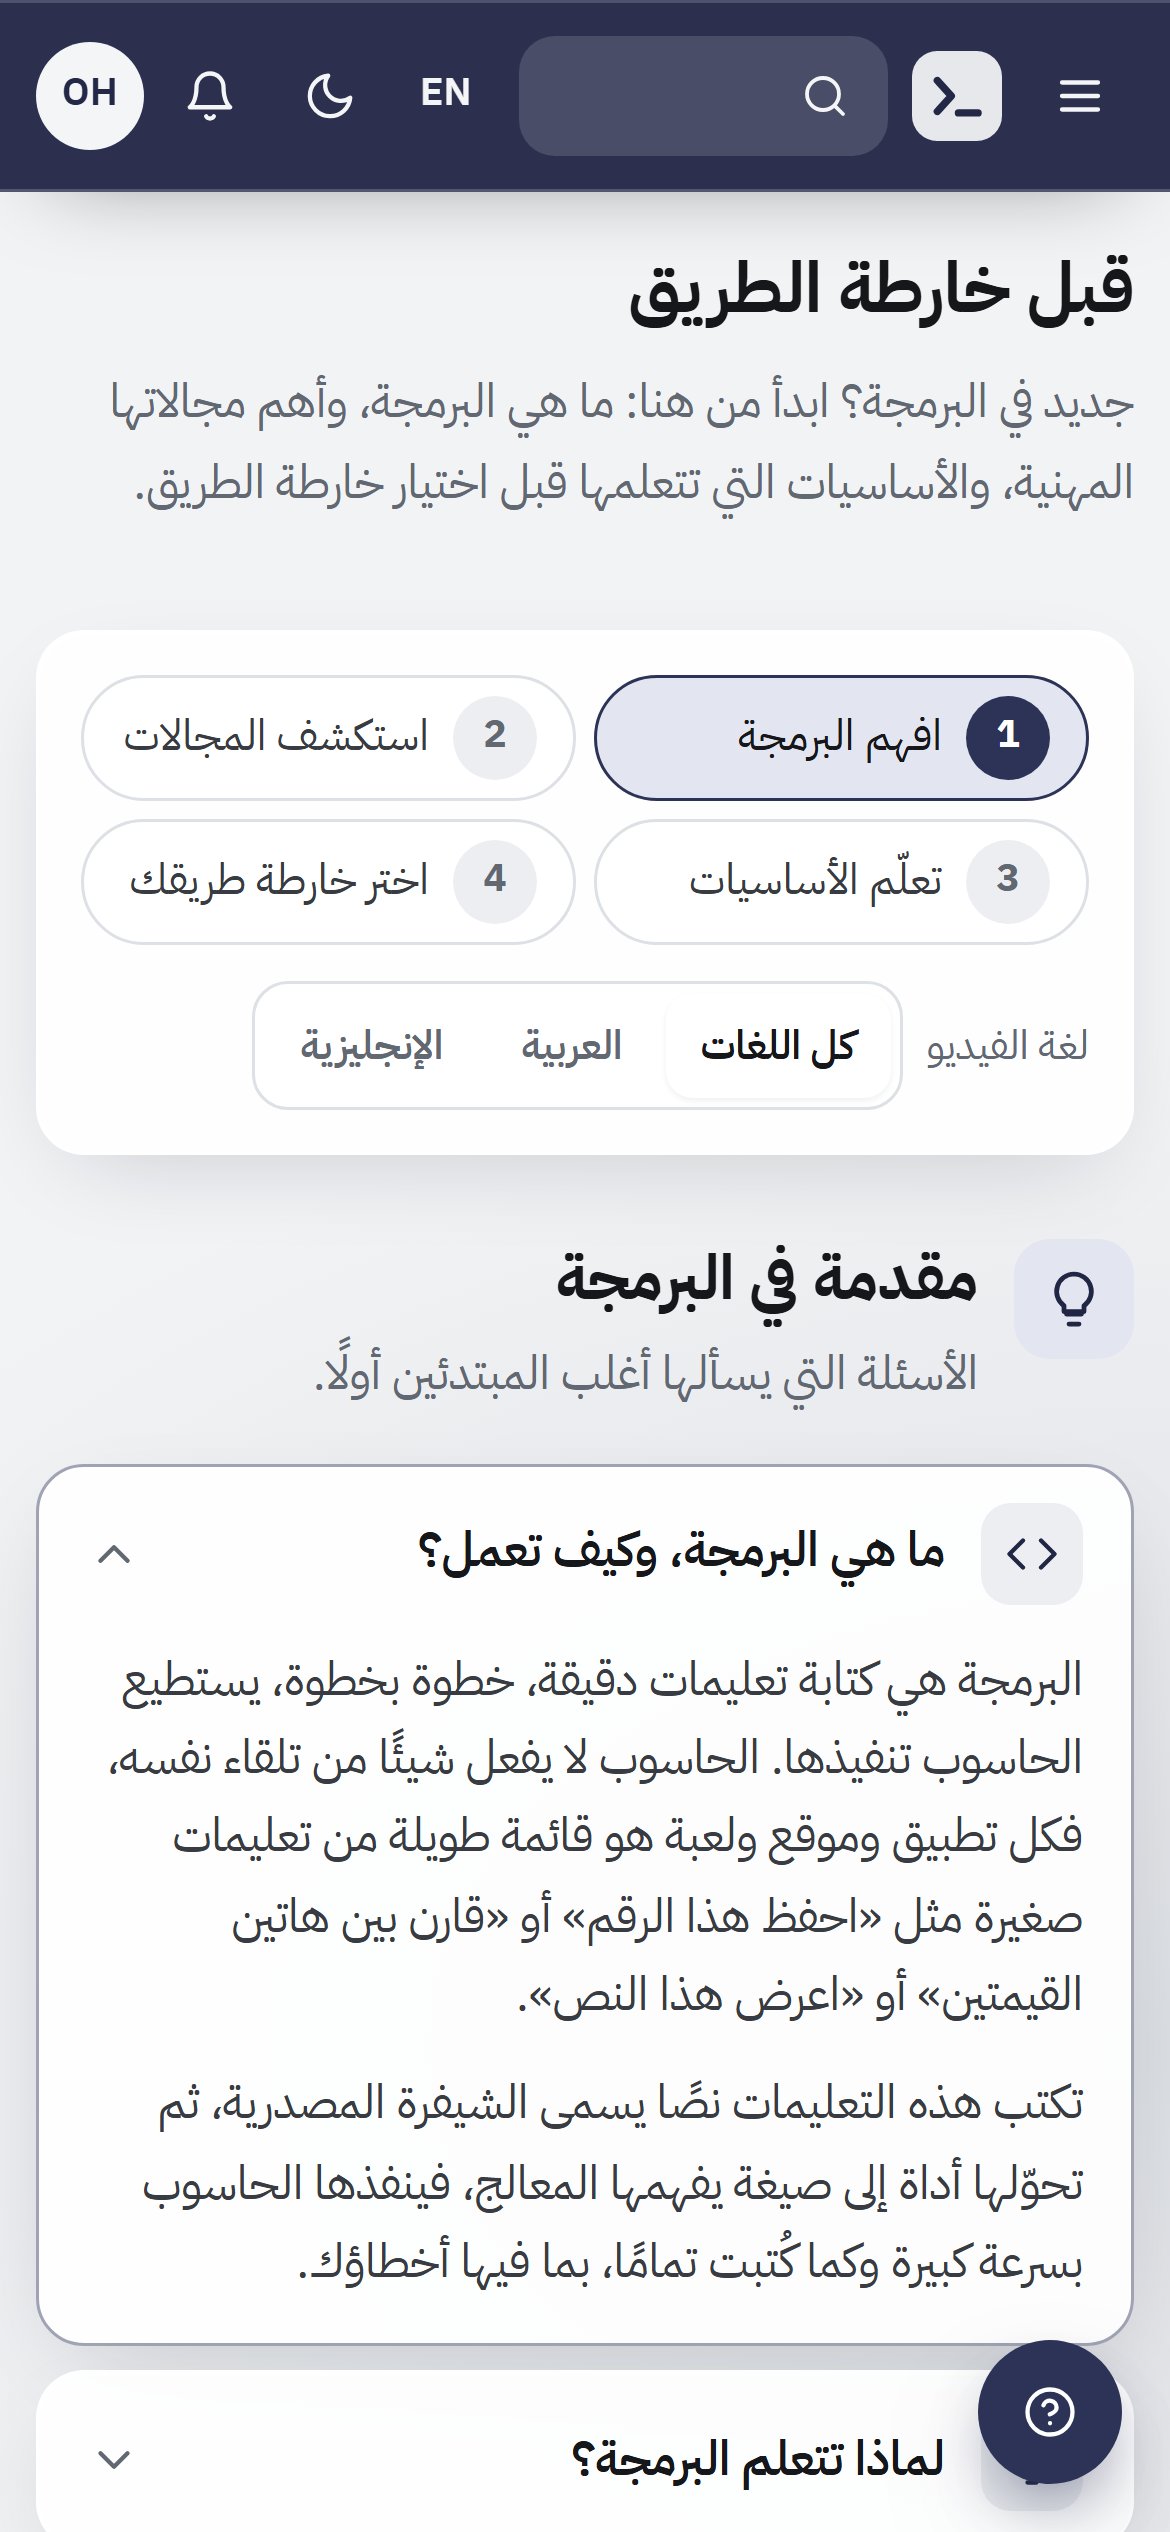 EN
OH
قبل خارطة الطريق
جديد في البرمجة؟ ابدأ من هنا: ما هي البرمجة، وأهم مجالاتها
المهنية، والأساسيات التي تتعلمها قبل اختيار خارطة الطريق.
1 افهم البرمجة
2 استكشف المجالات
3 تعلّم الأساسيات
4 اختر خارطة طريقك
لغة الفيديو كل اللغات العربية الإنجليزية
مقدمة في البرمجة
الأسئلة التي يسألها أغلب المبتدئين أولًا.
ما هي البرمجة، وكيف تعمل؟
البرمجة هي كتابة تعليمات دقيقة، خطوة بخطوة، يستطيع
الحاسوب تنفيذها. الحاسوب لا يفعل شيئًا من تلقاء نفسه،
فكل تطبيق وموقع ولعبة هو قائمة طويلة من تعليمات
صغيرة مثل «احفظ هذا الرقم» أو «قارن بين هاتين
القيمتين» أو «اعرض هذا النص».
تكتب هذه التعليمات نصًا يسمى الشيفرة المصدرية، ثم
تحوّلها أداة إلى صيغة يفهمها المعالج، فينفذها الحاسوب
بسرعة كبيرة وكما كُتبت تمامًا، بما فيها أخطاؤك.
لماذا تتعلم البرمجة؟